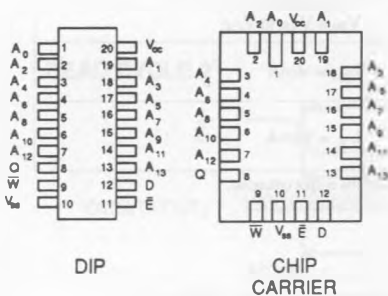 A0 1 20 Vcc
A2 2 19 A1
A4 3 18 A3
A6 4 17 A5
A8 5 16 A7
A10 6 15 A9
A12 7 14 A11
Q 8 13 A13
W̅ 9 12 D
Vss 10 11 E̅
DIP
A2 A0 Vcc A1
2 1 20 19
A4 3 18 A3
A6 4 17 A5
A8 5 16 A7
A10 6 15 A9
A12 7 14 A11
Q 8 13 A13
9 10 11 12
W̅ Vss E̅ D
CHIP
CARRIER